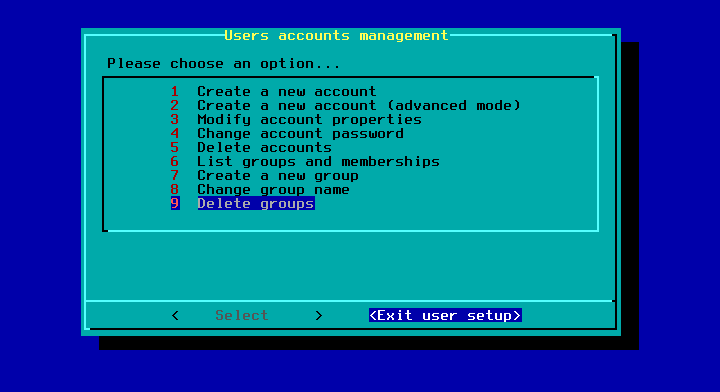 Users accounts management
Please choose an option...
1 Create a new account
2 Create a new account (advanced mode)
3 Modify account properties
4 Change account password
5 Delete accounts
6 List groups and memberships
7 Create a new group
8 Change group name
9 Delete groups
< Select > <Exit user setup>